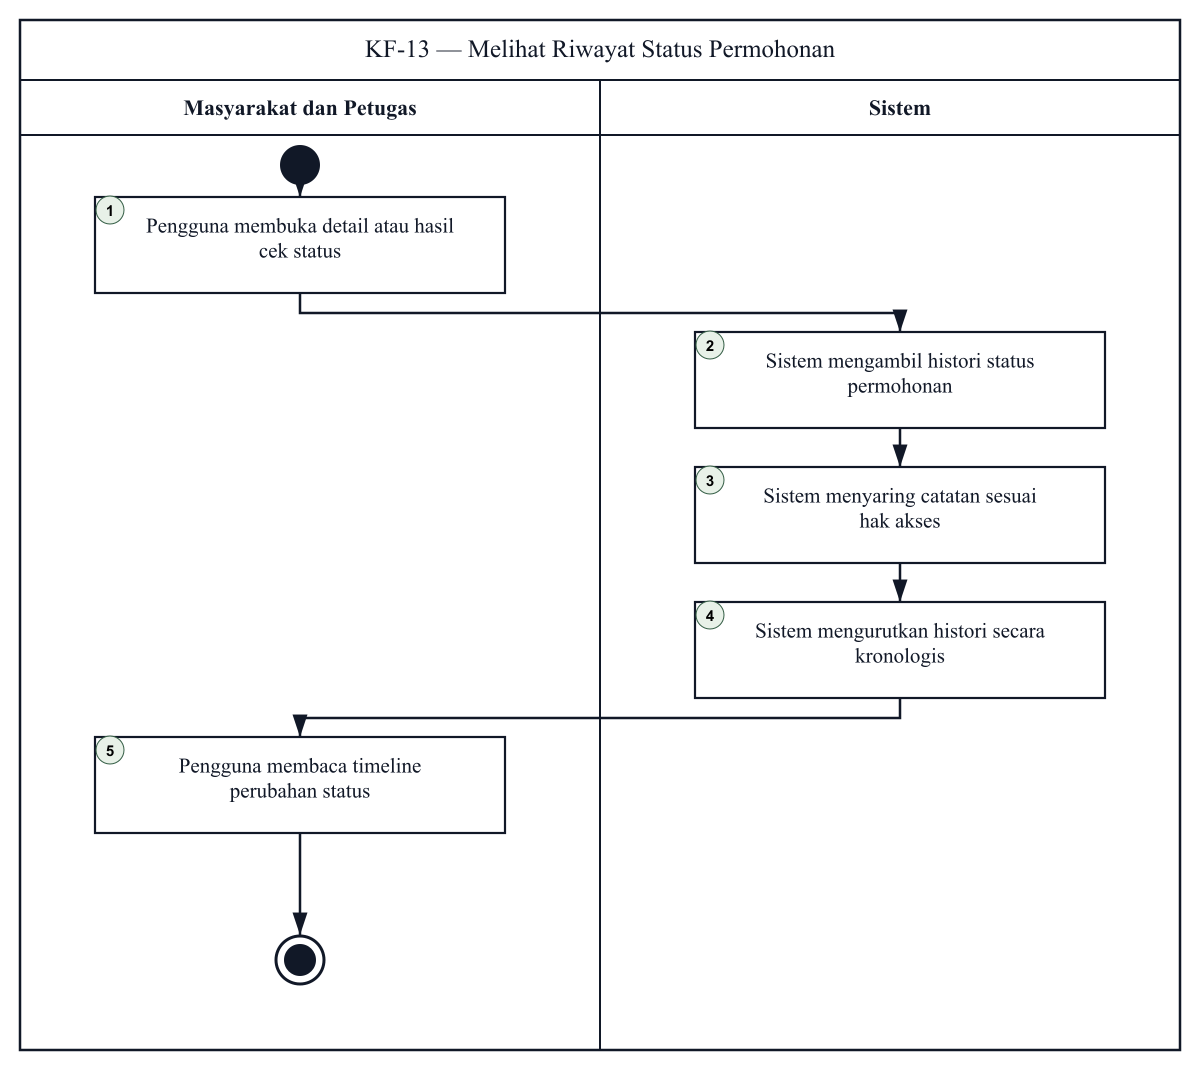 KF-13 — Melihat Riwayat Status Permohonan
Masyarakat dan Petugas
Sistem
1
Pengguna membuka detail atau hasil
cek status
2
Sistem mengambil histori status
permohonan
3
Sistem menyaring catatan sesuai
hak akses
4
Sistem mengurutkan histori secara
kronologis
5
Pengguna membaca timeline
perubahan status